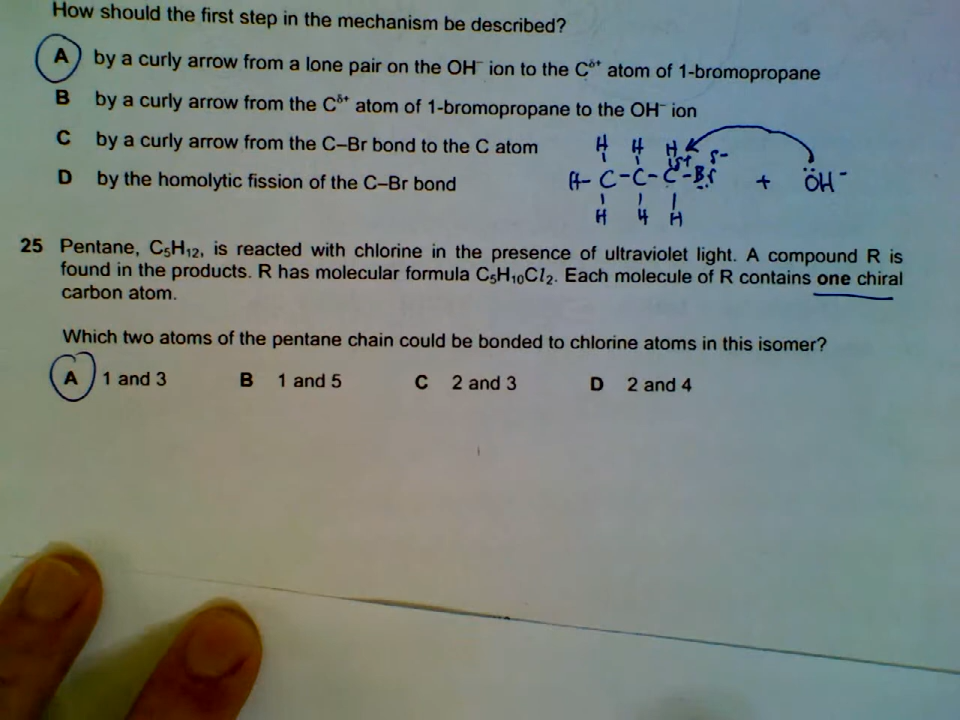 How should the first step in the mechanism be described?
A by a curly arrow from a lone pair on the OH⁻ ion to the Cᵟ⁺ atom of 1-bromopropane
B by a curly arrow from the Cᵟ⁺ atom of 1-bromopropane to the OH⁻ ion
C by a curly arrow from the C–Br bond to the C atom
D by the homolytic fission of the C–Br bond
H H H
δ+ δ-
H-C-C-C-Br + ÖH⁻
H H H
25 Pentane, C₅H₁₂, is reacted with chlorine in the presence of ultraviolet light. A compound R is
found in the products. R has molecular formula C₅H₁₀Cl₂. Each molecule of R contains one chiral
carbon atom.
Which two atoms of the pentane chain could be bonded to chlorine atoms in this isomer?
A 1 and 3 B 1 and 5 C 2 and 3 D 2 and 4